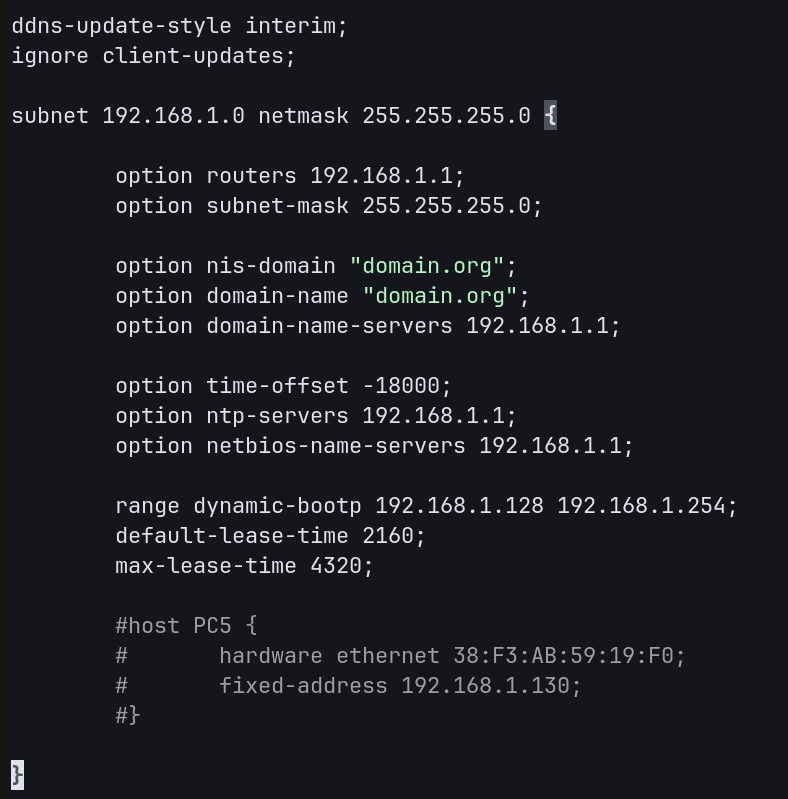 ddns-update-style interim;
ignore client-updates;

subnet 192.168.1.0 netmask 255.255.255.0 {

        option routers 192.168.1.1;
        option subnet-mask 255.255.255.0;

        option nis-domain "domain.org";
        option domain-name "domain.org";
        option domain-name-servers 192.168.1.1;

        option time-offset -18000;
        option ntp-servers 192.168.1.1;
        option netbios-name-servers 192.168.1.1;

        range dynamic-bootp 192.168.1.128 192.168.1.254;
        default-lease-time 2160;
        max-lease-time 4320;

        #host PC5 {
        #       hardware ethernet 38:F3:AB:59:19:F0;
        #       fixed-address 192.168.1.130;
        #}

}